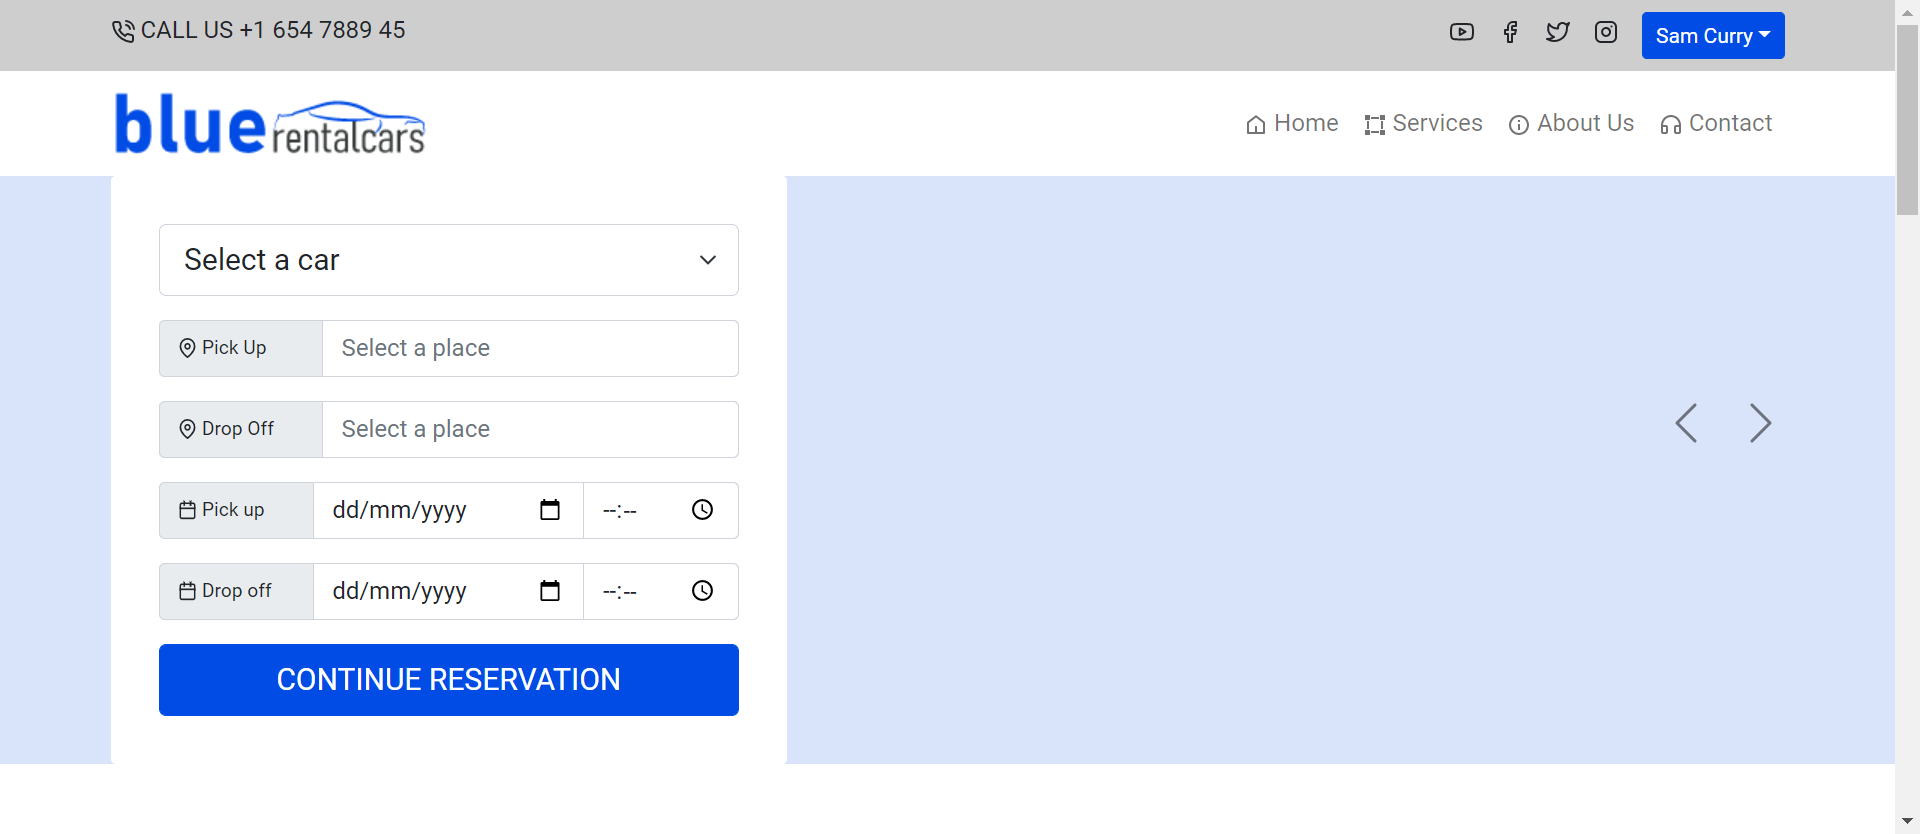 CALL US +1 654 7889 45
Sam Curry
blue rentalcars
Home Services About Us Contact
Select a car
Pick Up Select a place
Drop Off Select a place
Pick up dd/mm/yyyy --:--
Drop off dd/mm/yyyy --:--
CONTINUE RESERVATION